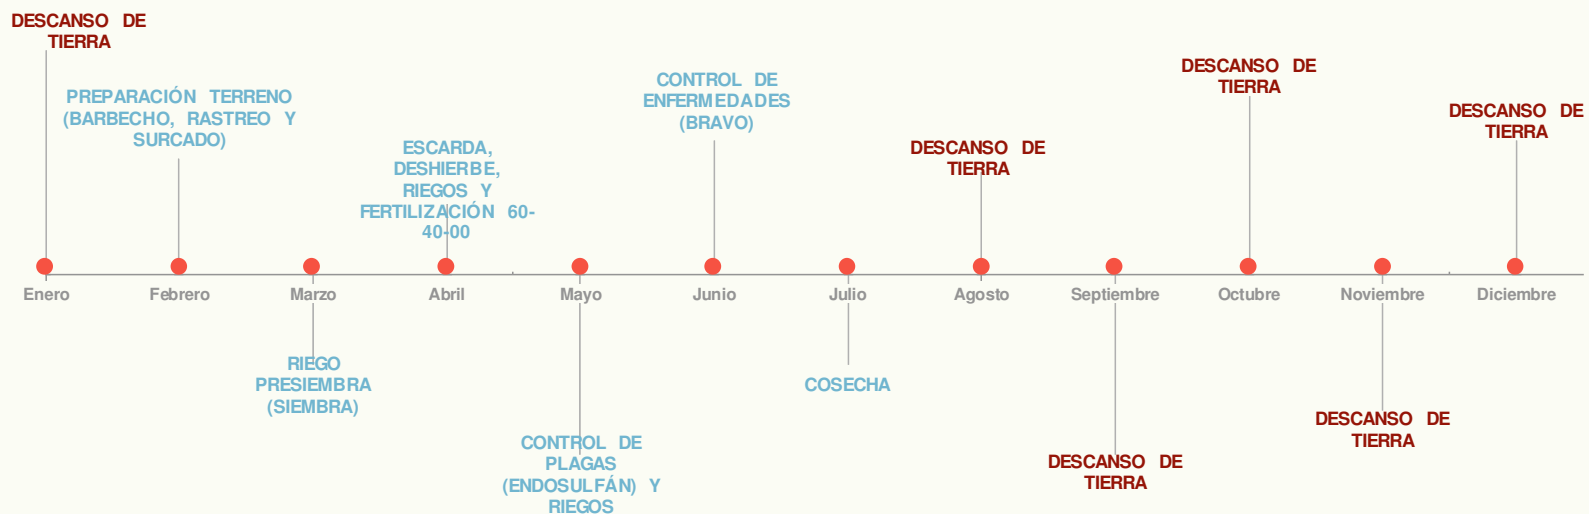 DESCANSO DE
TIERRA
PREPARACIÓN TERRENO
(BARBECHO, RASTREO Y
SURCADO)
ESCARDA,
DESHIERBE,
RIEGOS Y
FERTILIZACIÓN 60-
40-00
CONTROL DE
ENFERMEDADES
(BRAVO)
DESCANSO DE
TIERRA
DESCANSO DE
TIERRA
DESCANSO DE
TIERRA
Enero Febrero Marzo Abril Mayo Junio Julio Agosto Septiembre Octubre Noviembre Diciembre
RIEGO
PRESIEMBRA
(SIEMBRA)
CONTROL DE
PLAGAS
(ENDOSULFÁN) Y
RIEGOS
COSECHA
DESCANSO DE
TIERRA
DESCANSO DE
TIERRA